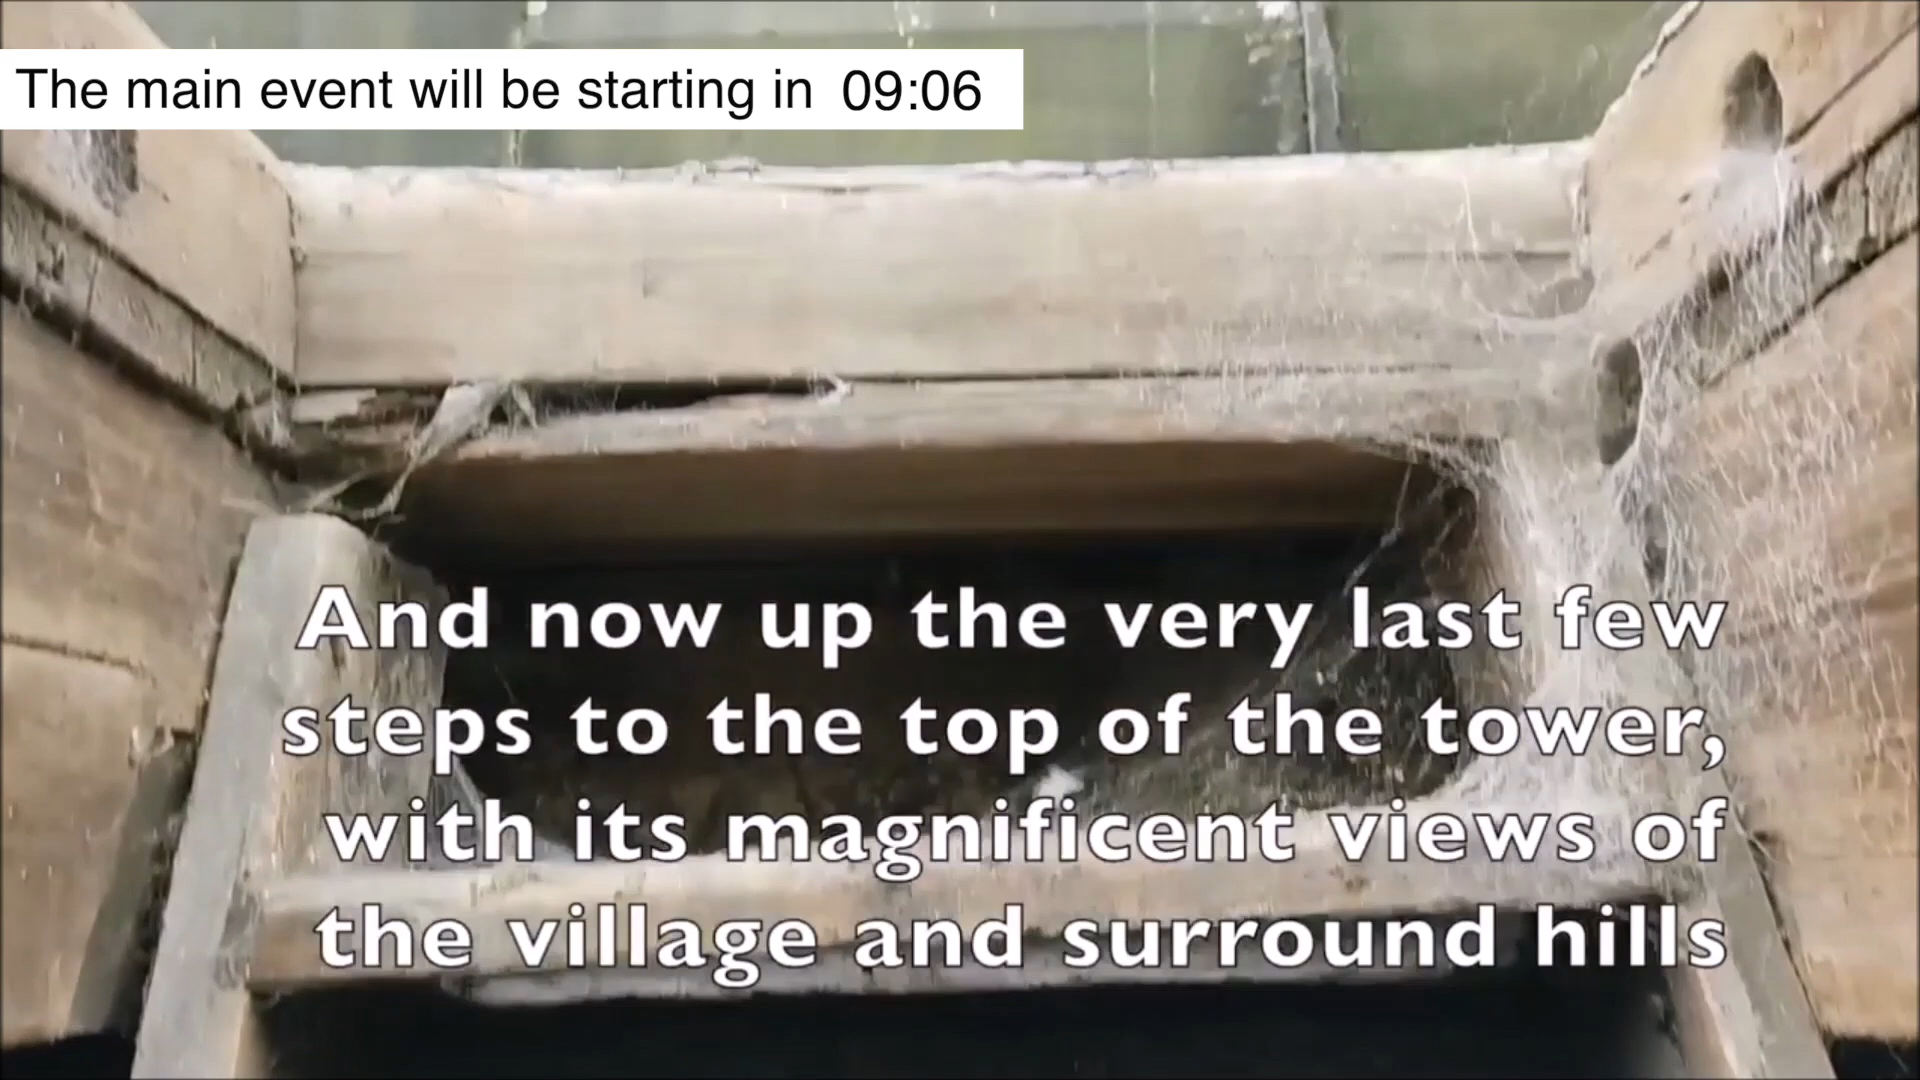 The main event will be starting in 09:06
And now up the very last few
steps to the top of the tower,
with its magnificent views of
the village and surround hills